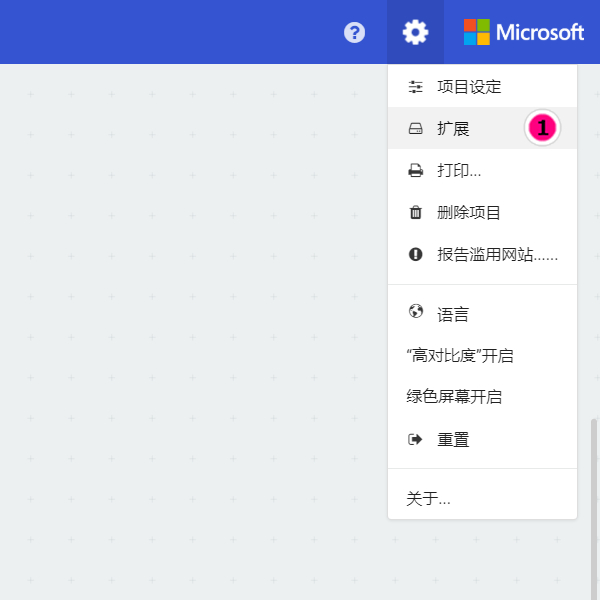 ?
Microsoft
项目设定
扩展
1
打印...
删除项目
报告滥用网站......
语言
“高对比度”开启
绿色屏幕开启
重置
关于...